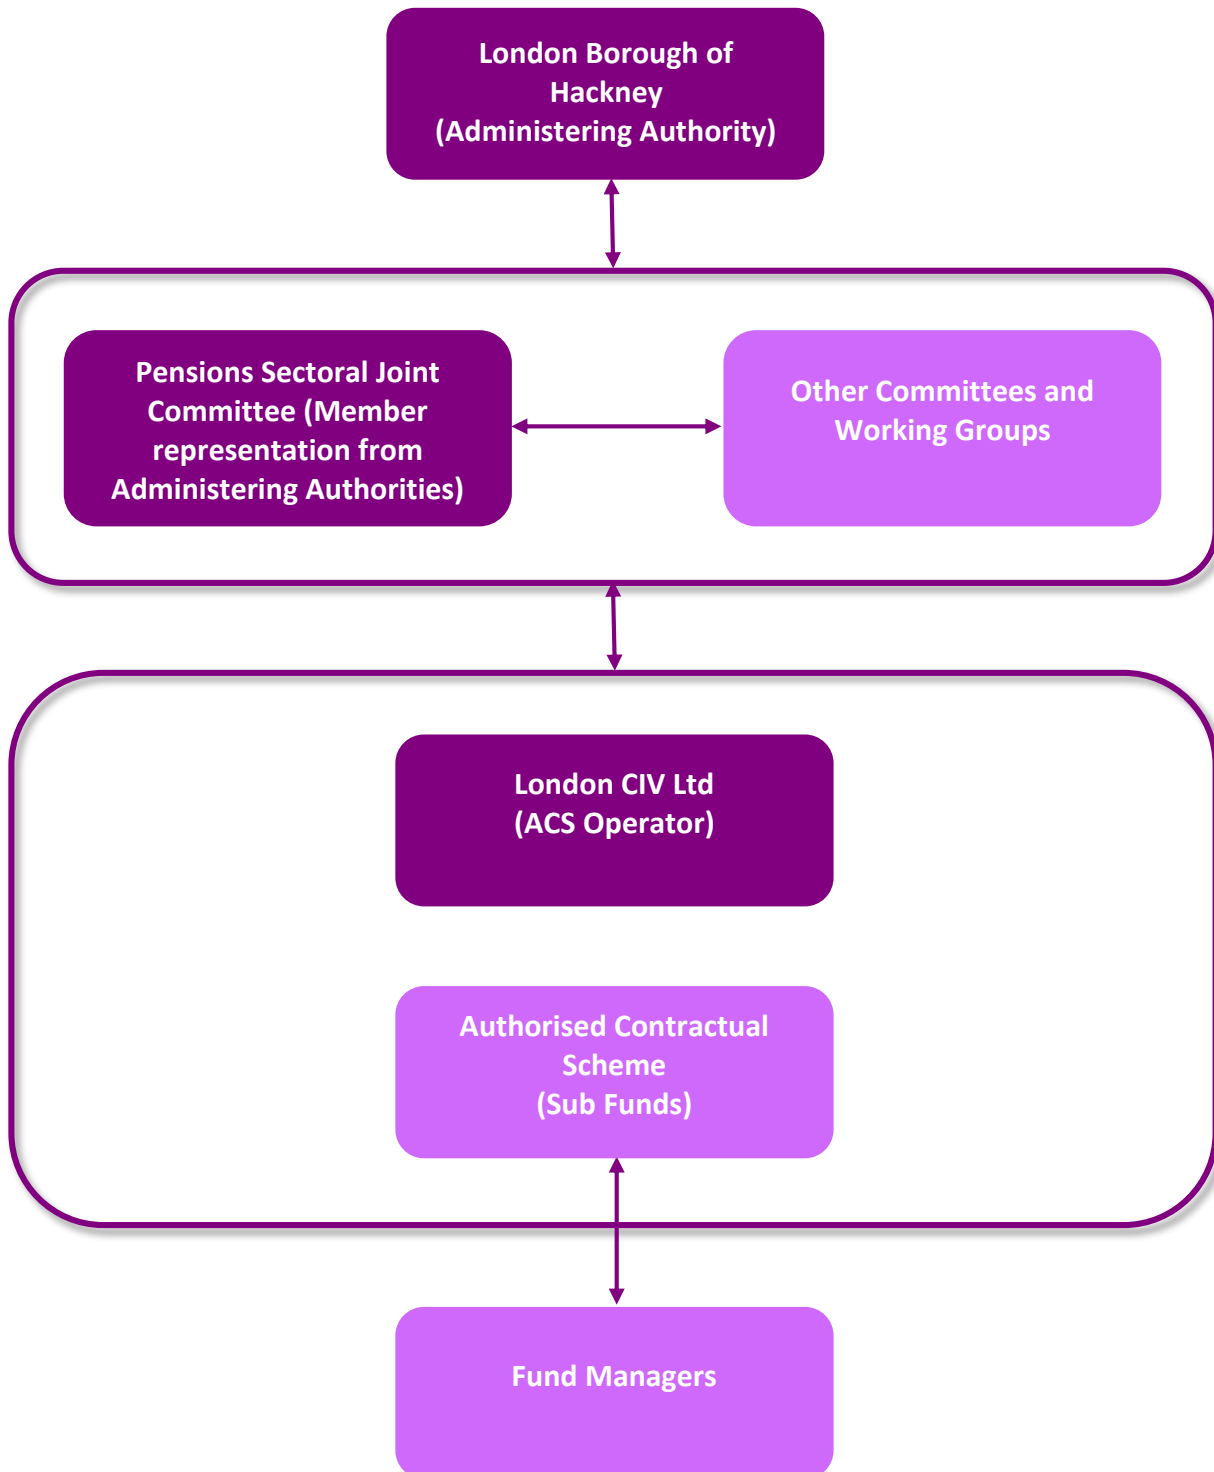 London Borough of
Hackney
(Administering Authority)
Pensions Sectoral Joint
Committee (Member
representation from
Administering Authorities)
Other Committees and
Working Groups
London CIV Ltd
(ACS Operator)
Authorised Contractual
Scheme
(Sub Funds)
Fund Managers